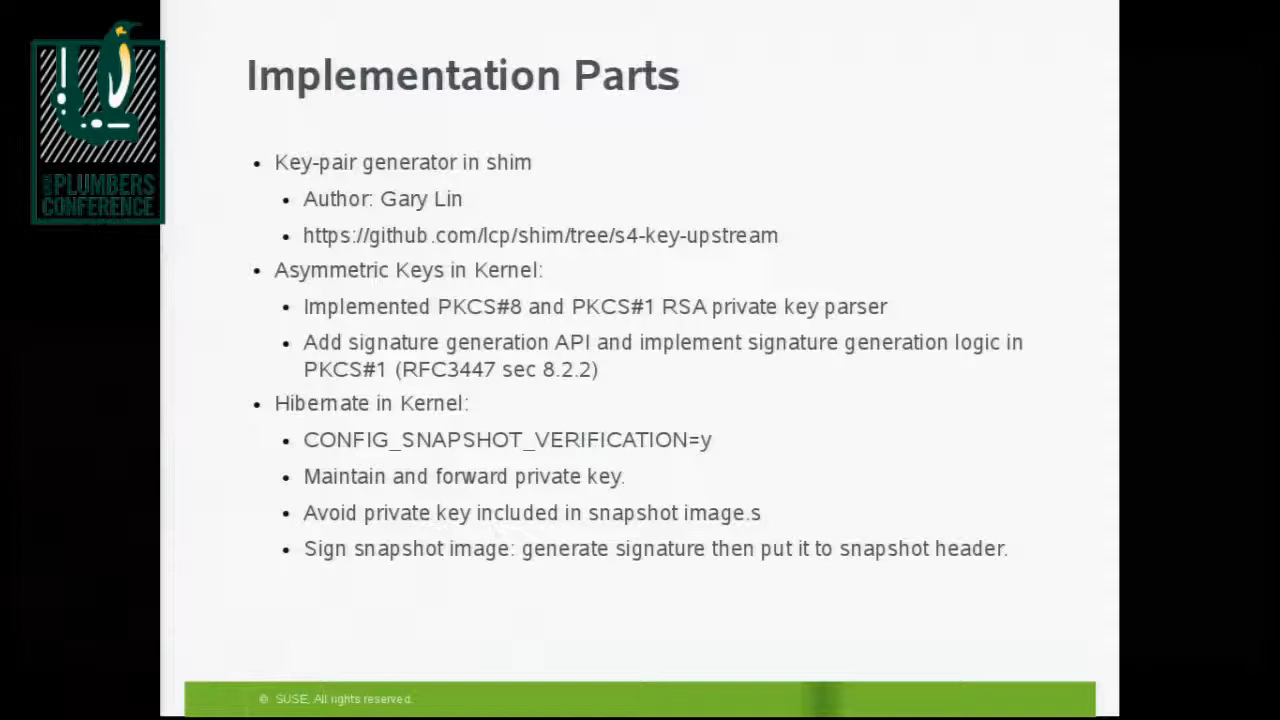 Implementation Parts
Key-pair generator in shim
Author: Gary Lin
https://github.com/lcp/shim/tree/s4-key-upstream
Asymmetric Keys in Kernel:
Implemented PKCS#8 and PKCS#1 RSA private key parser
Add signature generation API and implement signature generation logic in
PKCS#1 (RFC3447 sec 8.2.2)
Hibernate in Kernel:
CONFIG_SNAPSHOT_VERIFICATION=y
Maintain and forward private key.
Avoid private key included in snapshot image.s
Sign snapshot image: generate signature then put it to snapshot header.
PLUMBERS
CONFERENCE
© SUSE, All rights reserved.